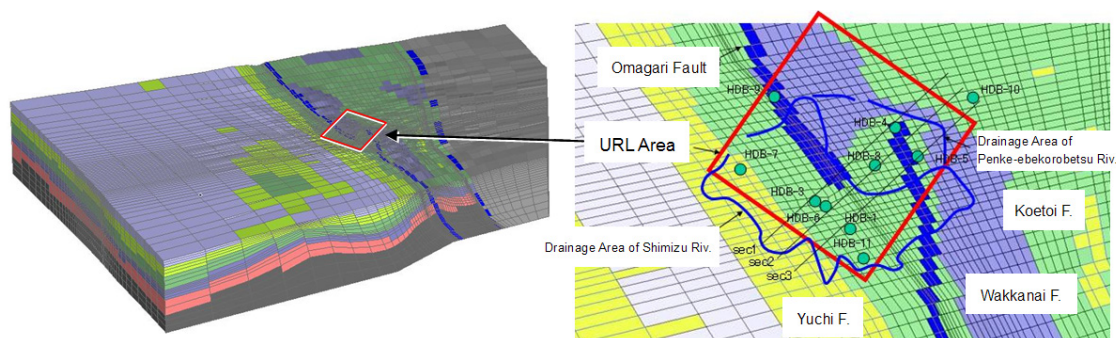 Omagari Fault
HDB-9
HDB-10
HDB-4
URL Area
Drainage Area of
Penke-ebekorobetsu Riv.
HDB-5
HDB-7
HDB-3
Koetoi F.
HDB-6
HDB-1
Drainage Area of Shimizu Riv.
sec1
sec2
sec3
HDB-11
Wakkanai F.
Yuchi F.